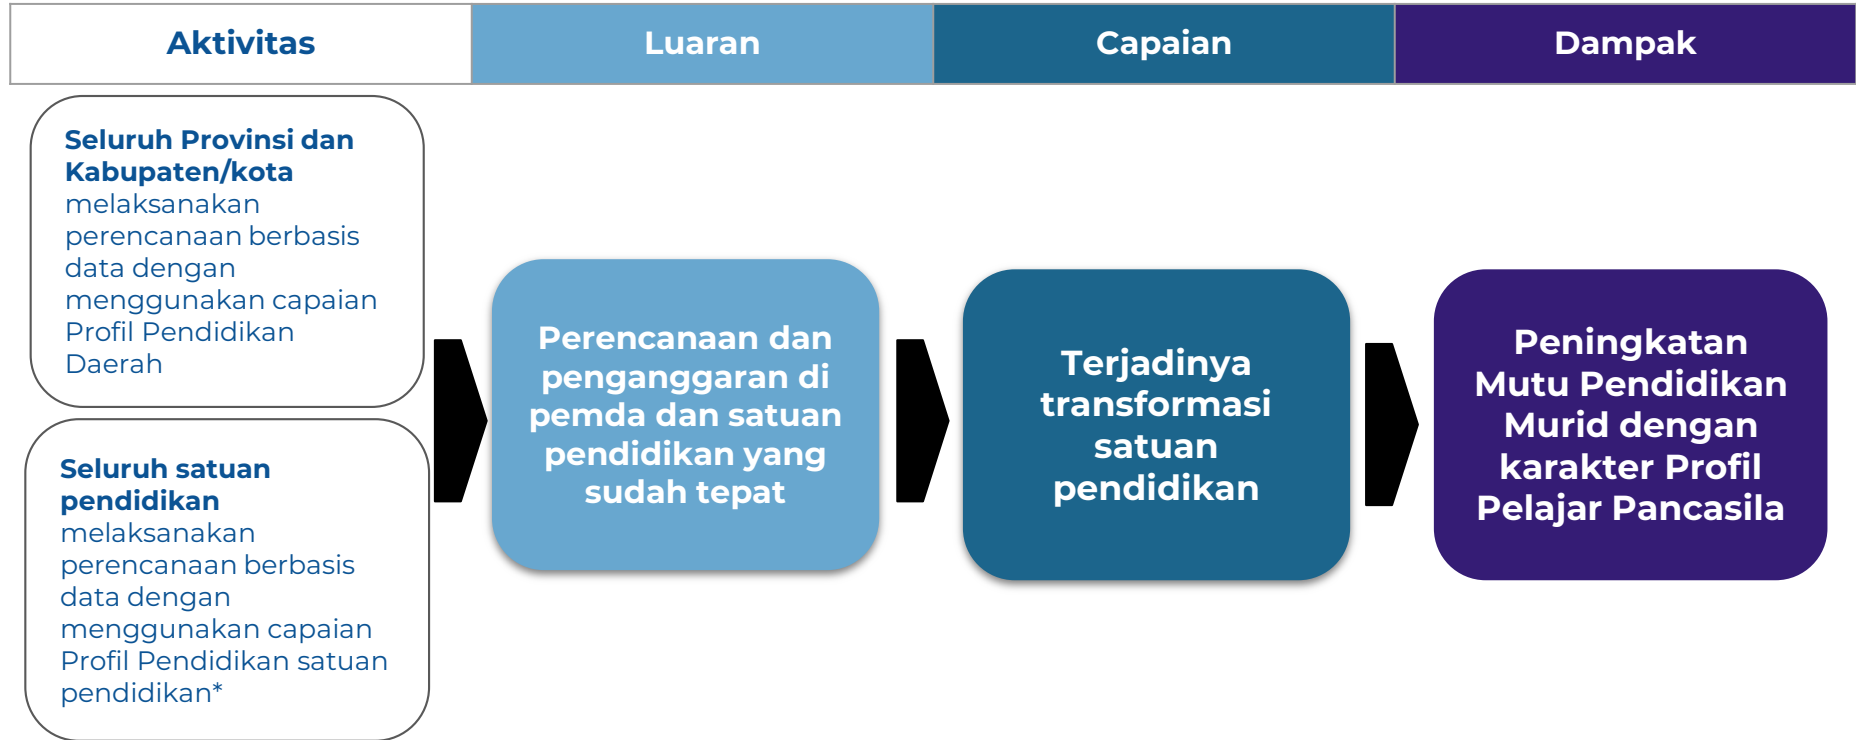 Aktivitas
Luaran
Capaian
Dampak
Seluruh Provinsi dan
Kabupaten/kota
melaksanakan
perencanaan berbasis
data dengan
menggunakan capaian
Profil Pendidikan
Daerah
Seluruh satuan
pendidikan
melaksanakan
perencanaan berbasis
data dengan
menggunakan capaian
Profil Pendidikan satuan
pendidikan*
Perencanaan dan
penganggaran di
pemda dan satuan
pendidikan yang
sudah tepat
Terjadinya
transformasi
satuan
pendidikan
Peningkatan
Mutu Pendidikan
Murid dengan
karakter Profil
Pelajar Pancasila